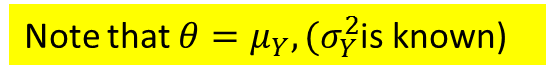 Note that θ = μ_Y, (σ_Y^2 is known)